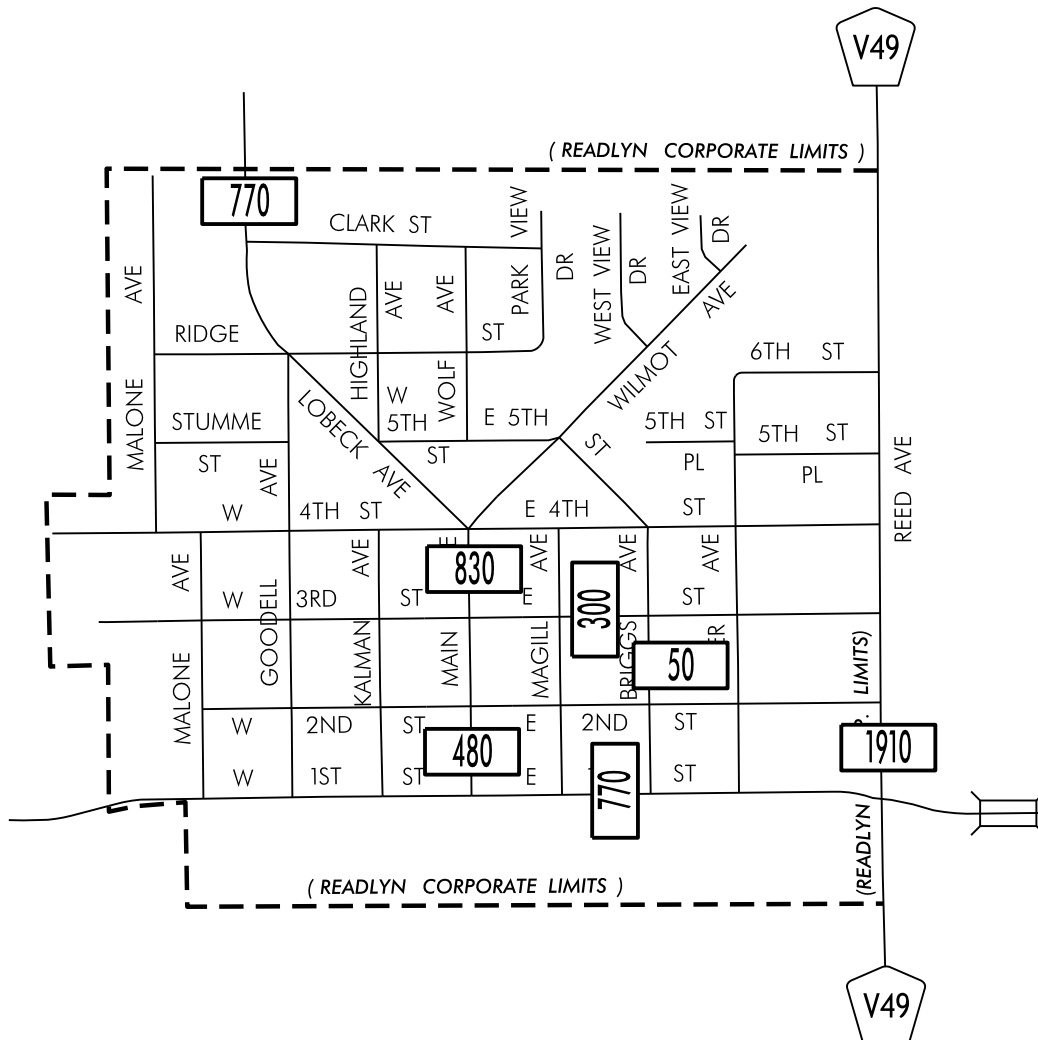 V49
( READLYN CORPORATE LIMITS )
770
CLARK ST
PARK VIEW DR
WEST VIEW DR
EAST VIEW DR
MALONE AVE
HIGHLAND AVE
WOLF AVE
RIDGE ST
WILMOT AVE
6TH ST
STUMME ST
LOBECK AVE
W 5TH ST
E 5TH ST
5TH ST
PL
5TH ST
PL
REED AVE
W 4TH ST
E 4TH ST
830
MALONE AVE
GOODELL AVE
KALMAN AVE
MAIN
MAGILL AVE
BRIGGS AVE
AVE
W 3RD ST
E ST
300
50
W 2ND ST
E 2ND ST
480
770
1910
W 1ST ST
E ST
(READLYN LIMITS)
( READLYN CORPORATE LIMITS )
V49